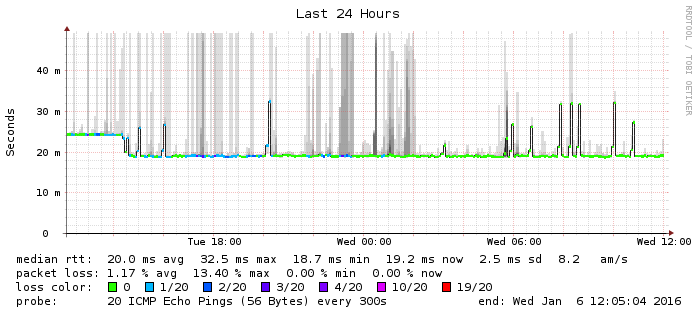 Last 24 Hours
RRDTOOL / TOBI OETIKER
Seconds
40 m
30 m
20 m
10 m
0
Tue 18:00 Wed 00:00 Wed 06:00 Wed 12:00
median rtt: 20.0 ms avg 32.5 ms max 18.7 ms min 19.2 ms now 2.5 ms sd 8.2 am/s
packet loss: 1.17 % avg 13.40 % max 0.00 % min 0.00 % now
loss color: 0 1/20 2/20 3/20 4/20 10/20 19/20
probe: 20 ICMP Echo Pings (56 Bytes) every 300s end: Wed Jan 6 12:05:04 2016